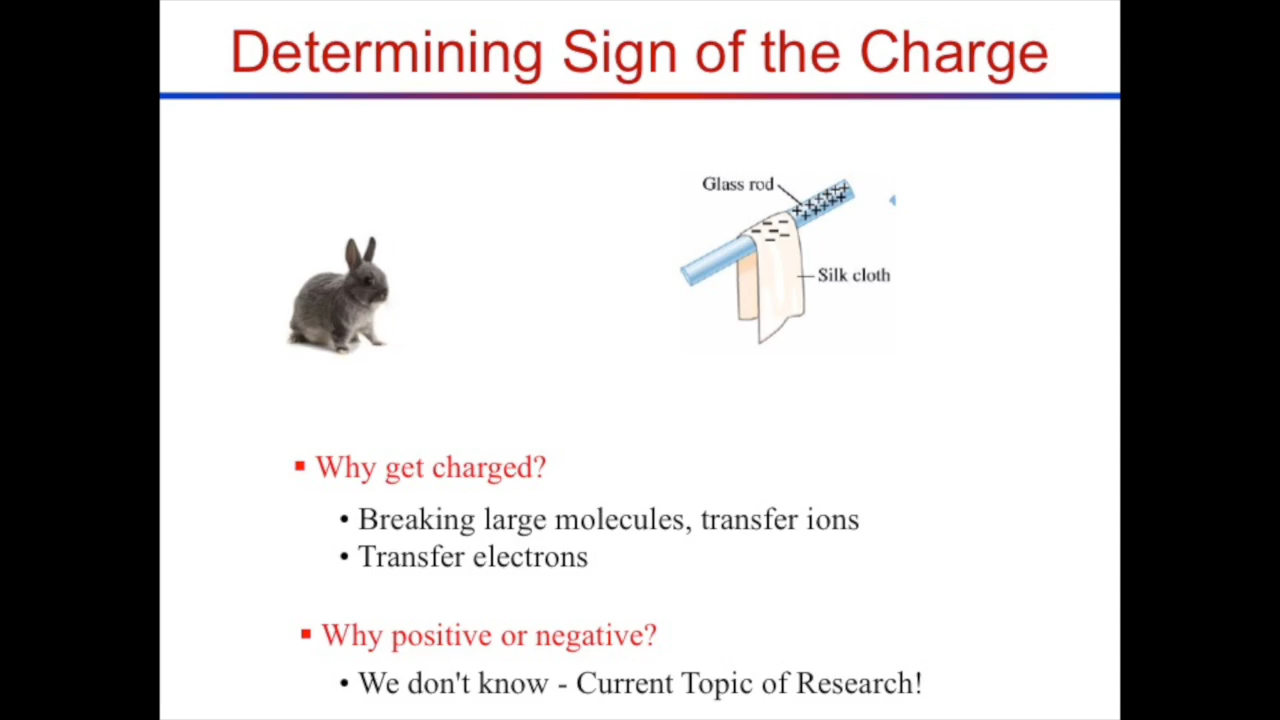 Determining Sign of the Charge
Glass rod
Silk cloth
▪ Why get charged?
• Breaking large molecules, transfer ions
• Transfer electrons
▪ Why positive or negative?
• We don't know - Current Topic of Research!